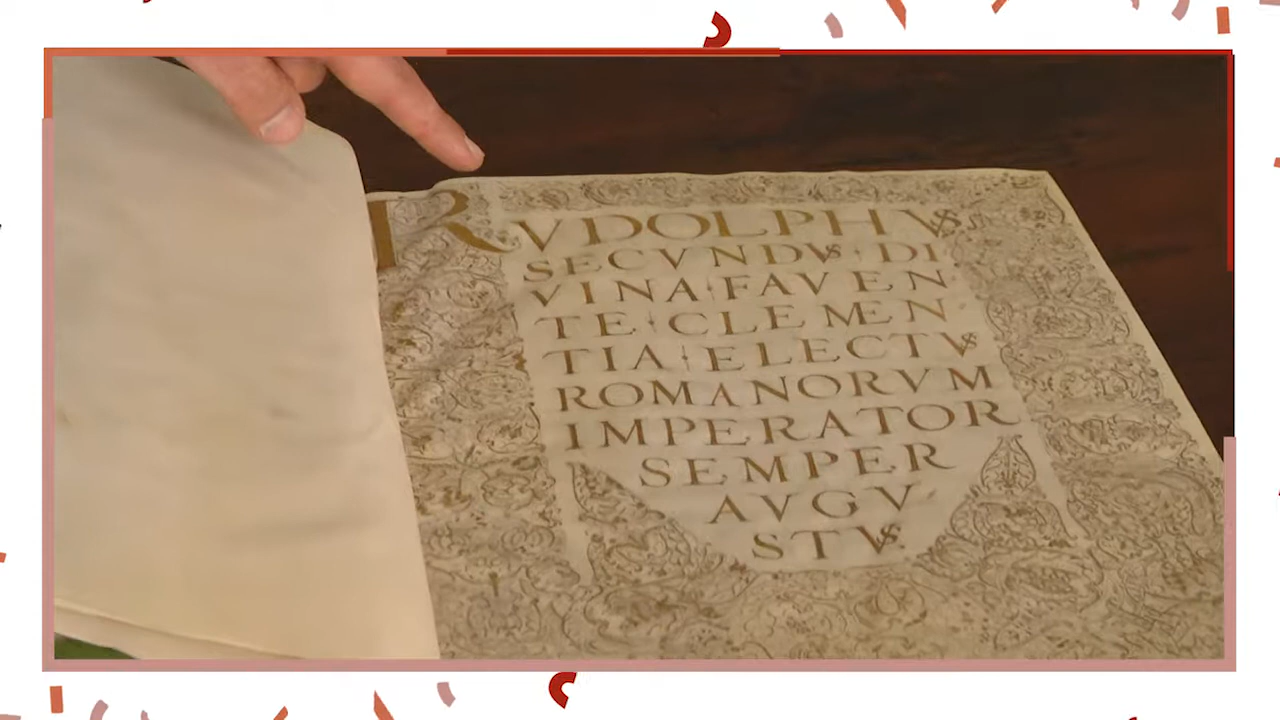 RVDOLPHVS
SECVNDVS · DI
VINA · FAVEN
TE · CLEMEN
TIA · ELECTVS
ROMANORVM
IMPERATOR
SEMPER
AVGV
STVS